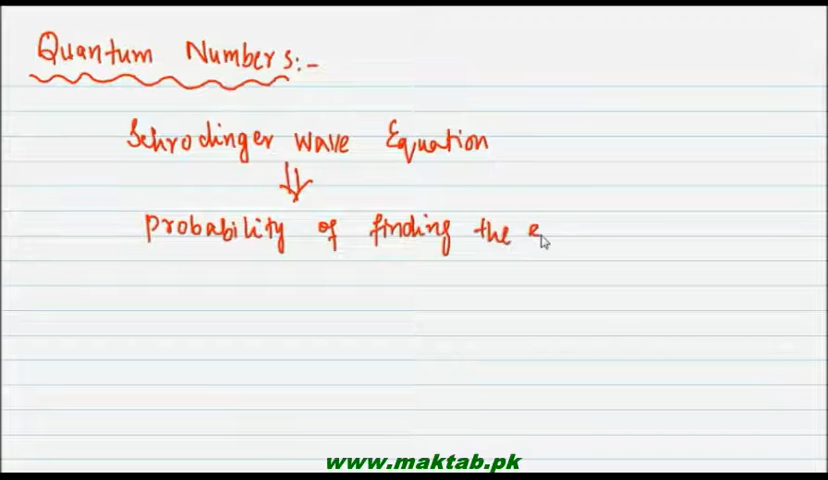 Quantum Numbers:-
Schrodinger wave Equation
Probability of finding the e
www.maktab.pk